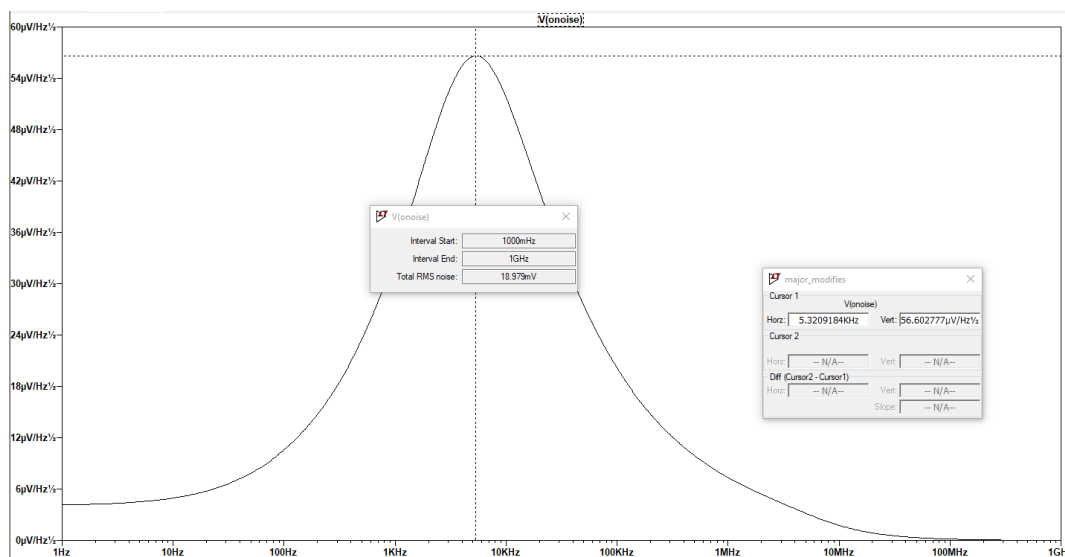 V(onoise)
60µV/Hz½
54µV/Hz½
48µV/Hz½
42µV/Hz½
36µV/Hz½
30µV/Hz½
24µV/Hz½
18µV/Hz½
12µV/Hz½
6µV/Hz½
0µV/Hz½
1Hz 10Hz 100Hz 1KHz 10KHz 100KHz 1MHz 10MHz 100MHz 1GHz
V(onoise)
Interval Start: 1000mHz
Interval End: 1GHz
Total RMS noise: 18.979mV
major_modifies
Cursor 1
V(onoise)
Horz: 5.3209184KHz Vert: 56.602777µV/Hz½
Cursor 2
Horz: -- N/A-- Vert: -- N/A--
Diff (Cursor2 - Cursor1)
Horz: -- N/A-- Vert: -- N/A--
Slope: -- N/A--